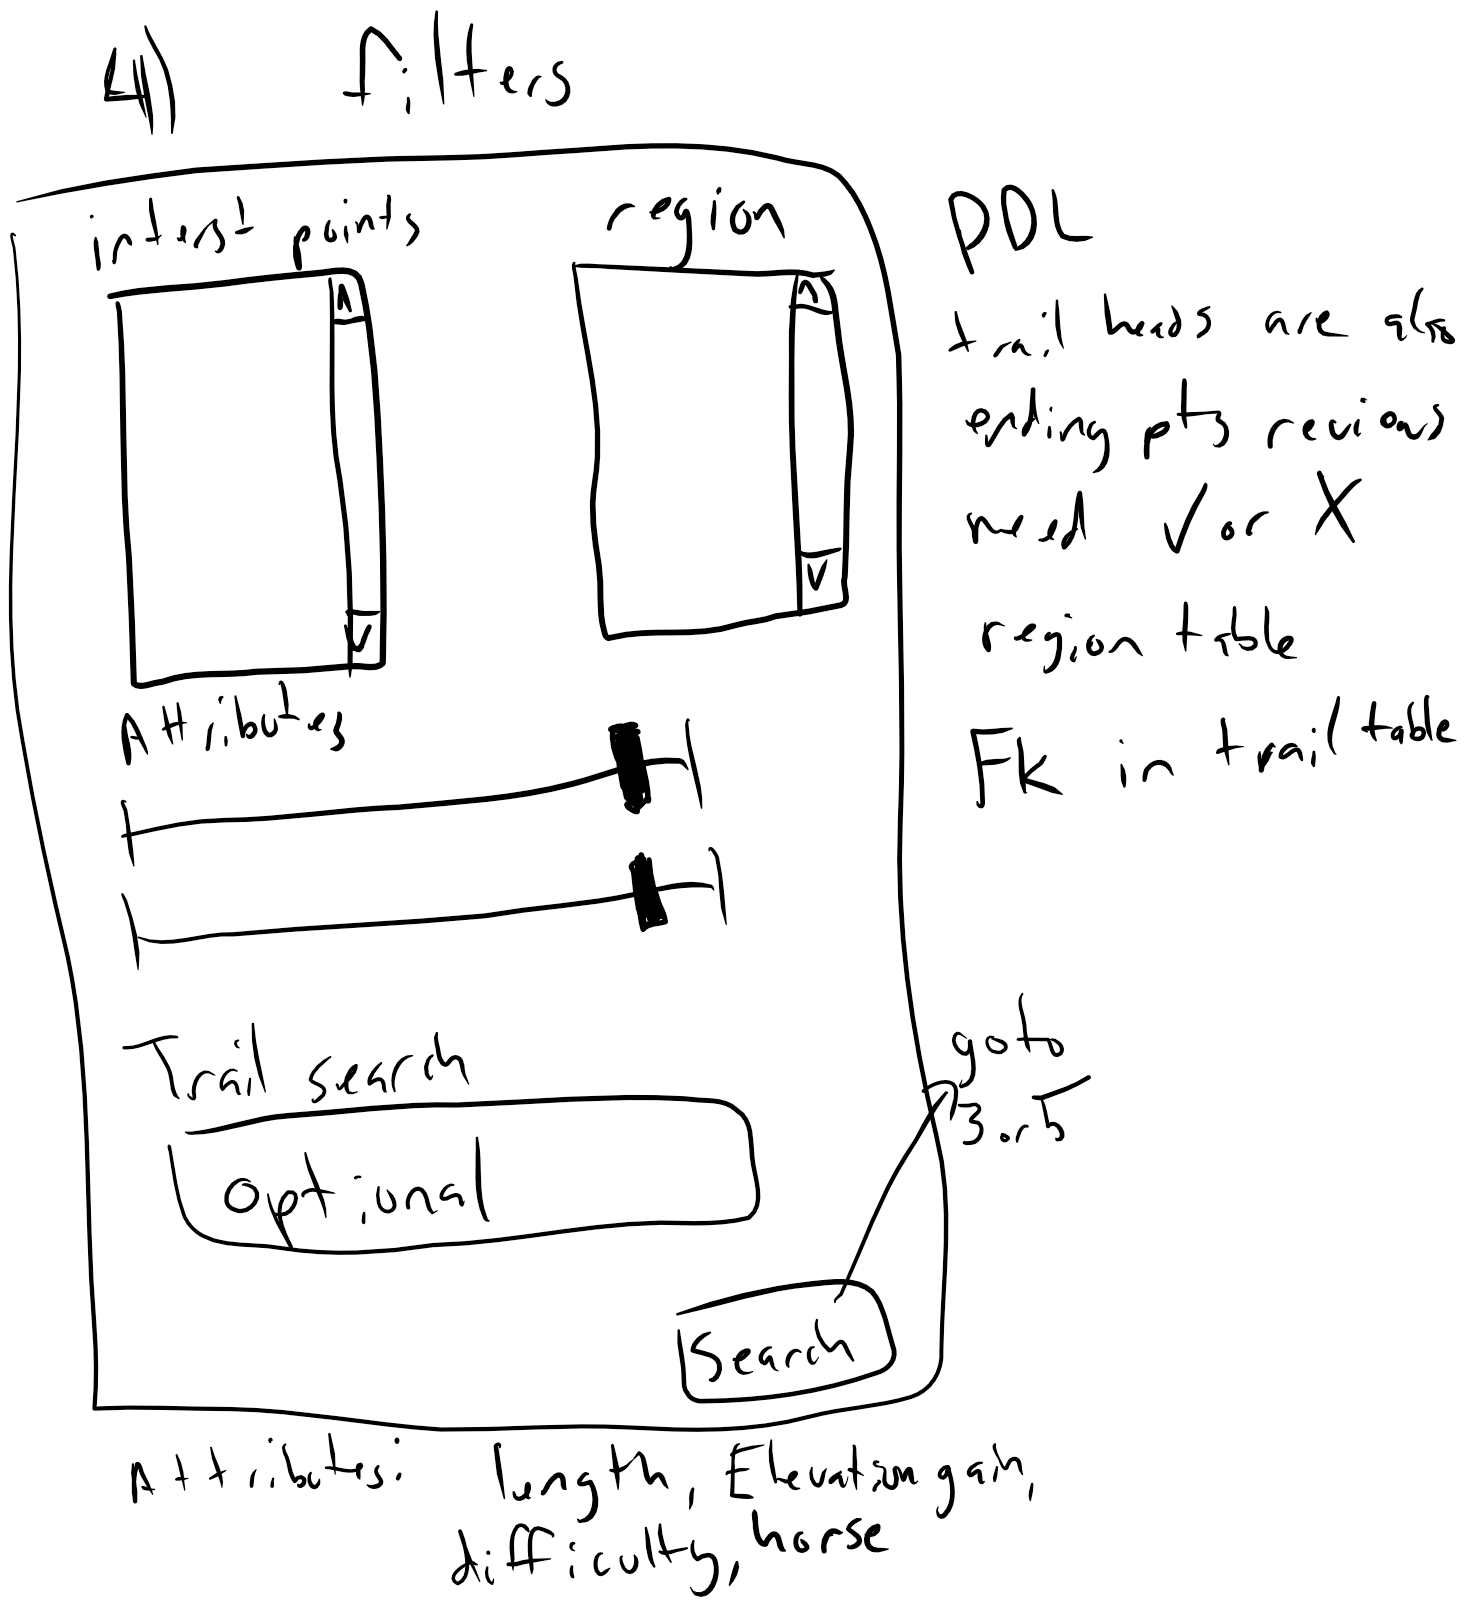 4) filters
interst points
region
Attributes
Trail search
optional
Search
PDL
trail heads are also
ending pts reviows
need ✓ or X
region table
Fk in trail table
goto
3 or 5
Attributes: length, Elevation gain,
difficulty, horse